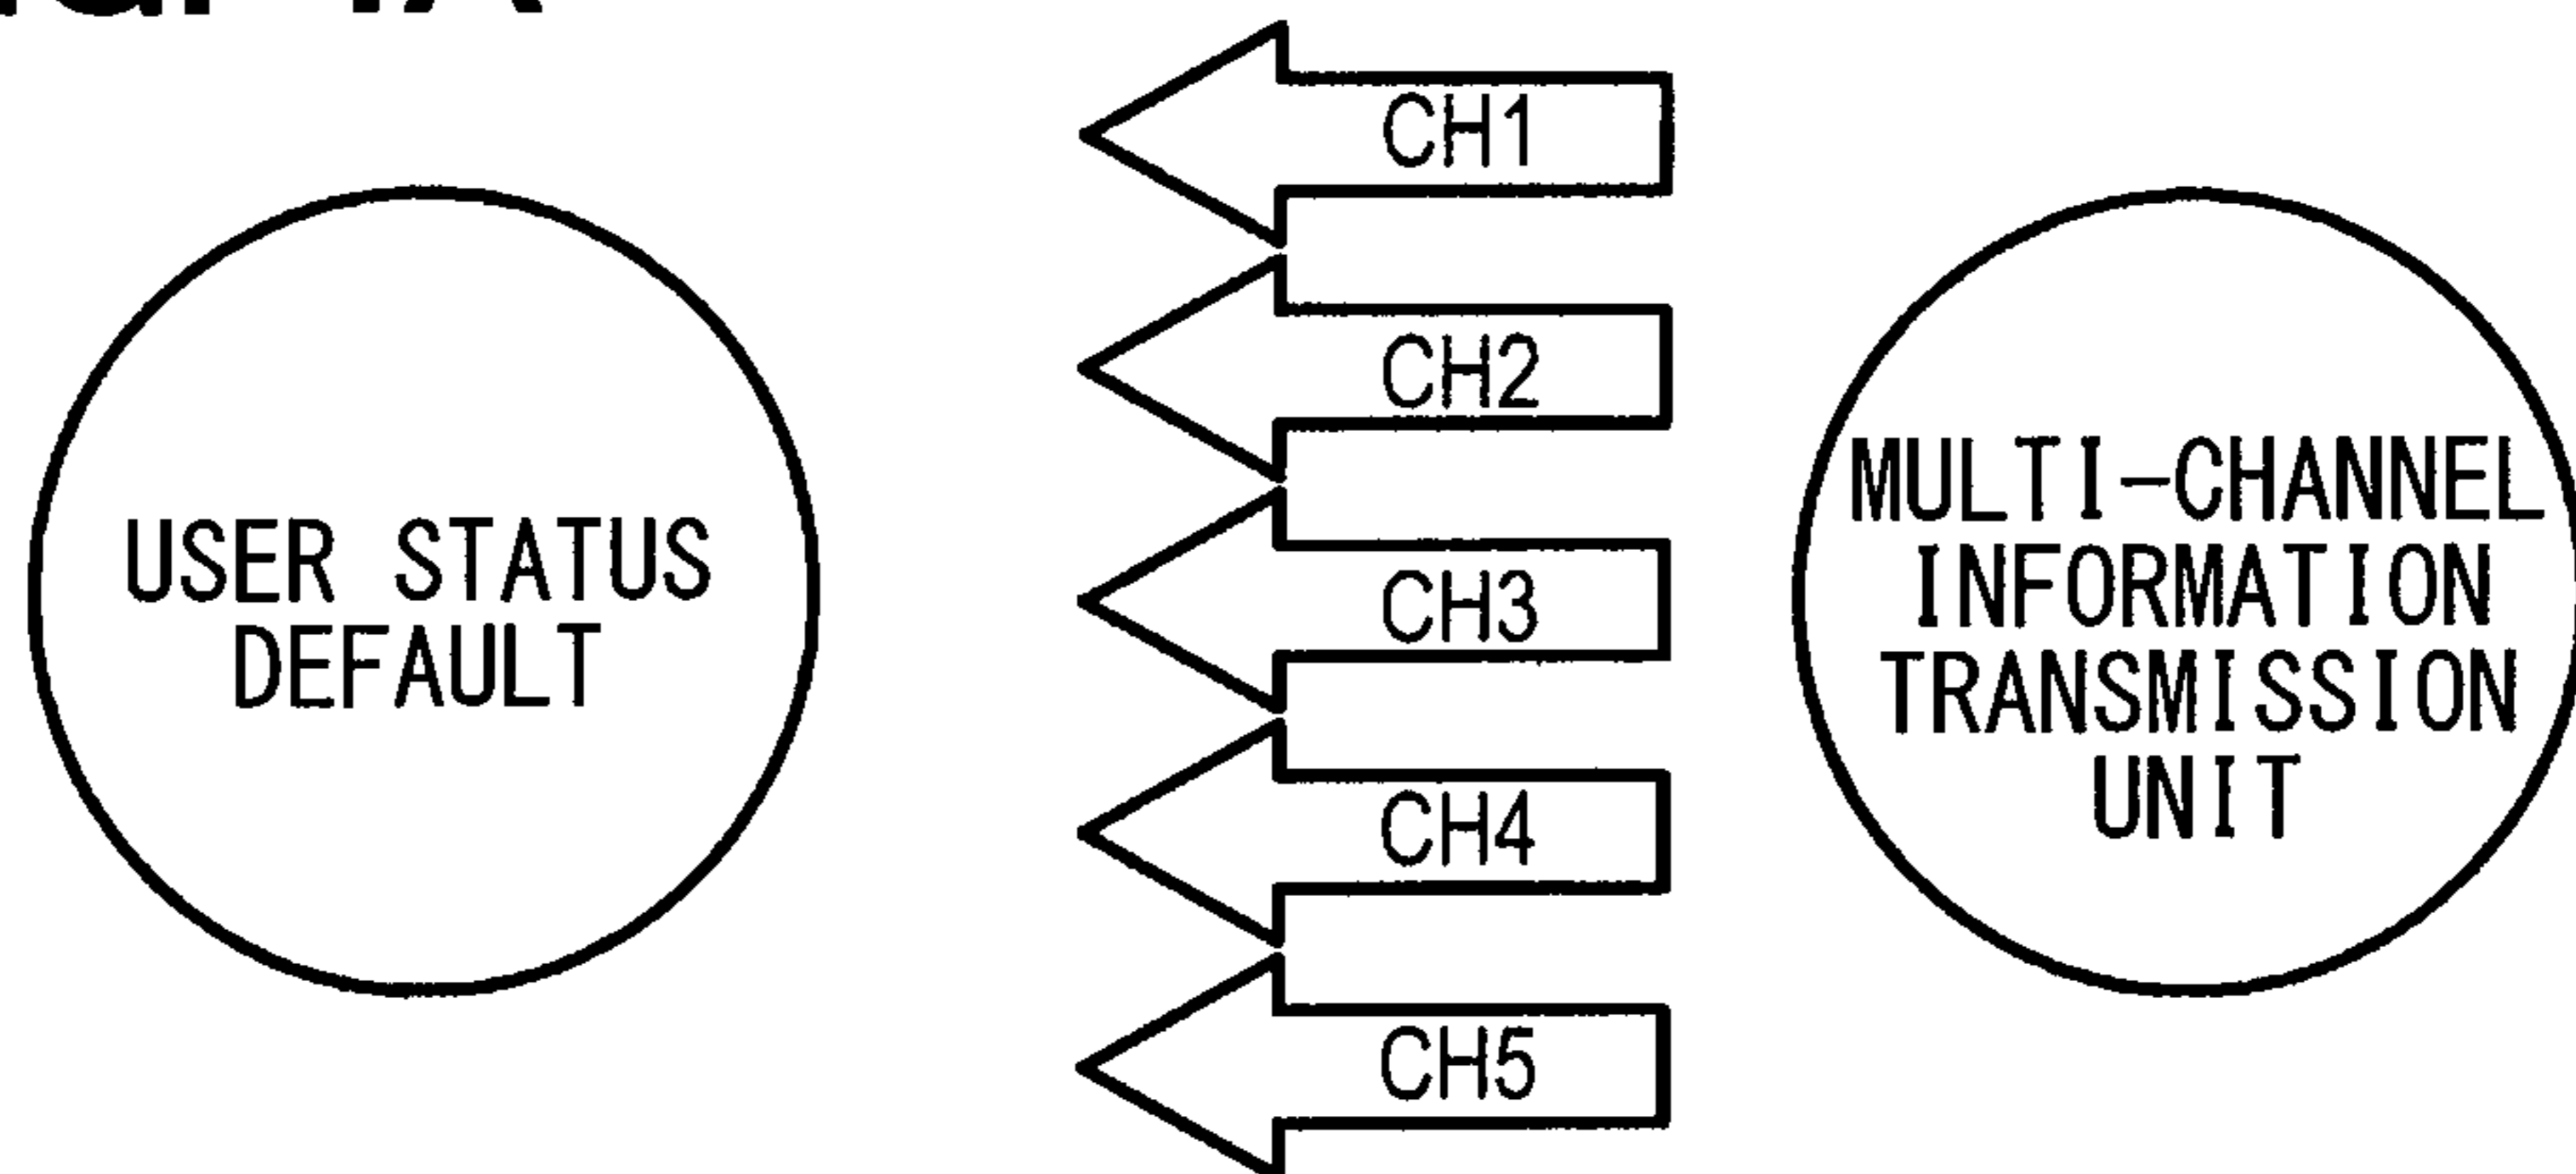 USER STATUS
DEFAULT
CH1
CH2
CH3
CH4
CH5
MULTI-CHANNEL
INFORMATION
TRANSMISSION
UNIT